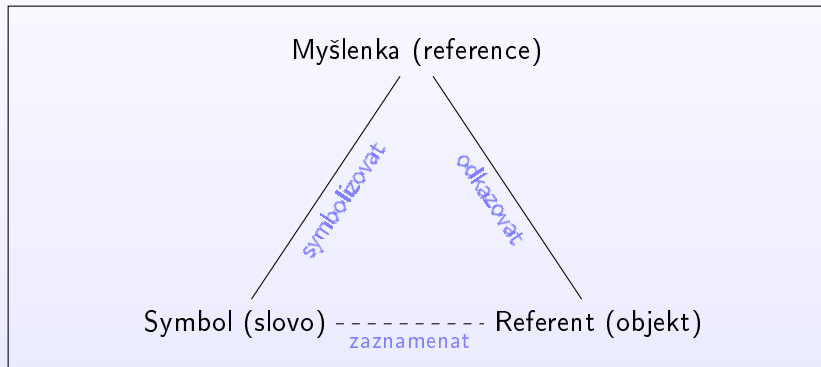 Myšlenka (reference)
symbolizovat
odkazovat
Symbol (slovo)
Referent (objekt)
zaznamenat